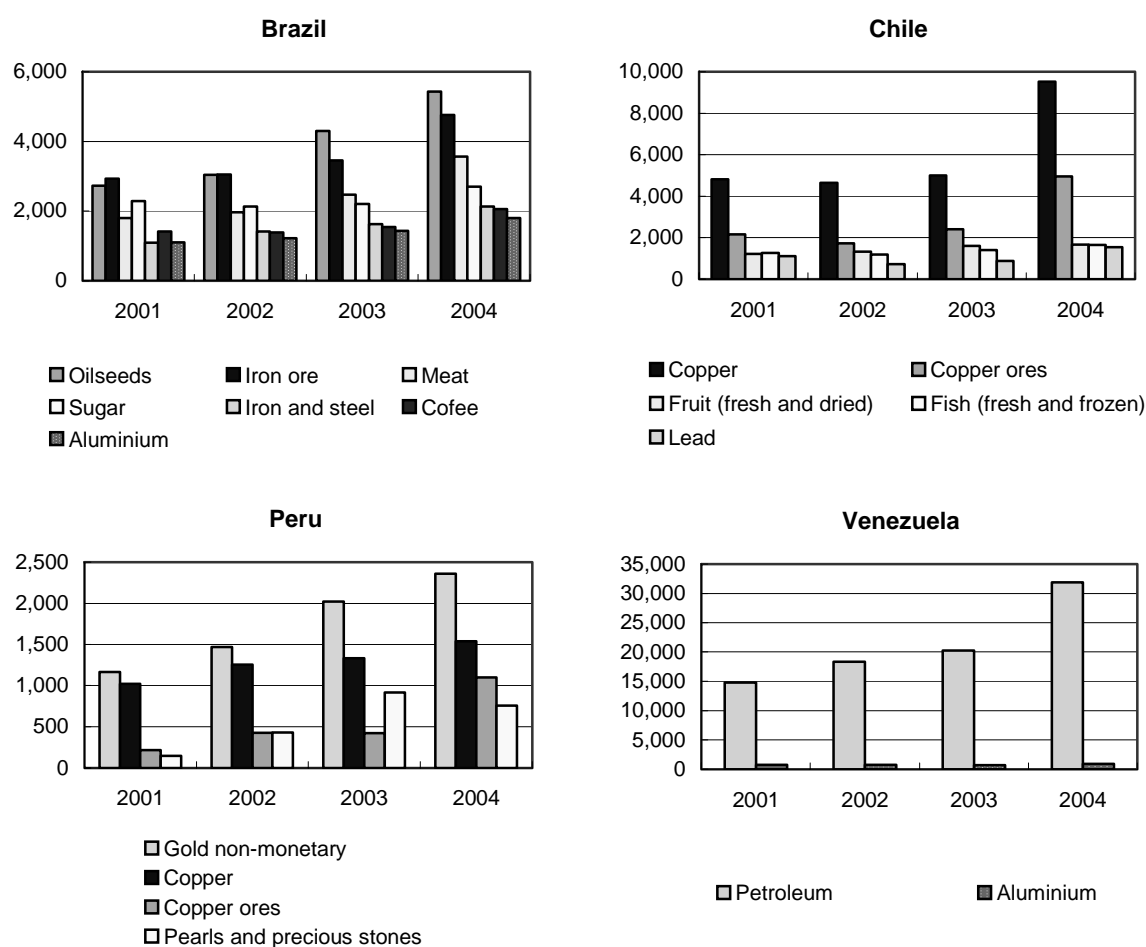 Brazil
6,000
4,000
2,000
0
2001 2002 2003 2004
Oilseeds Iron ore Meat
Sugar Iron and steel Cofee
Aluminium
Chile
10,000
8,000
6,000
4,000
2,000
0
2001 2002 2003 2004
Copper Copper ores
Fruit (fresh and dried) Fish (fresh and frozen)
Lead
Peru
2,500
2,000
1,500
1,000
500
0
2001 2002 2003 2004
Gold non-monetary
Copper
Copper ores
Pearls and precious stones
Venezuela
35,000
30,000
25,000
20,000
15,000
10,000
5,000
0
2001 2002 2003 2004
Petroleum Aluminium